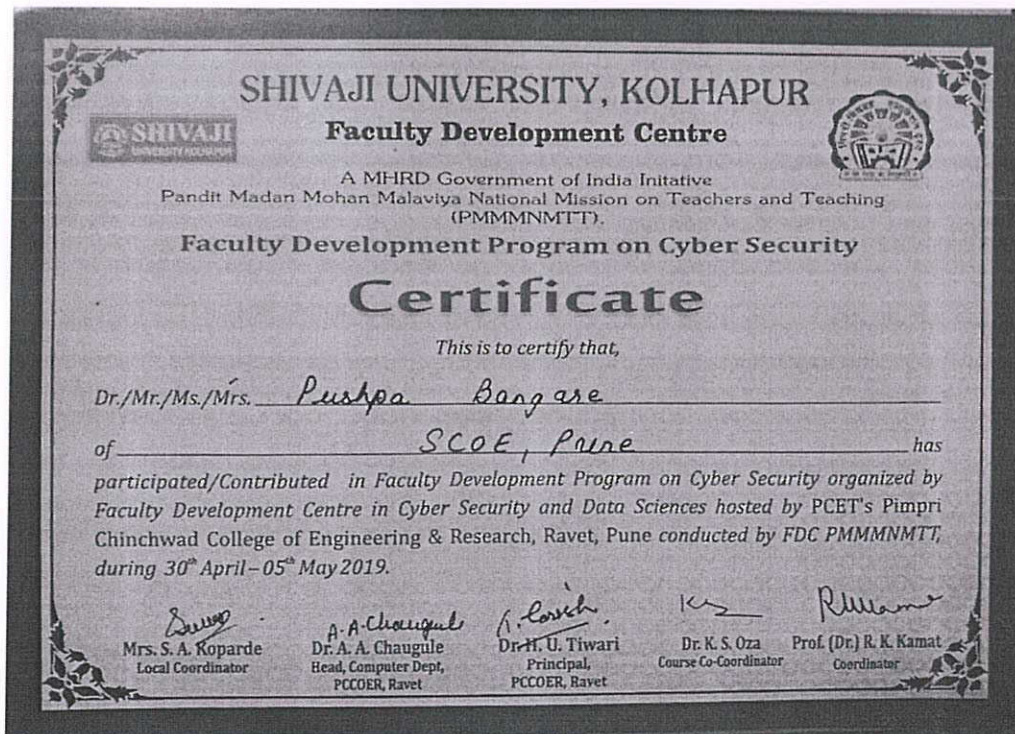 SHIVAJI UNIVERSITY, KOLHAPUR
SHIVAJI
UNIVERSITY KOLHAPUR
Faculty Development Centre
A MHRD Government of India Initative
Pandit Madan Mohan Malaviya National Mission on Teachers and Teaching
(PMMMNMTT).
Faculty Development Program on Cyber Security
Certificate
This is to certify that,
Dr./Mr./Ms./Mrs. Pushpa Bangare
of SCOE, Pune has
participated/Contributed in Faculty Development Program on Cyber Security organized by
Faculty Development Centre in Cyber Security and Data Sciences hosted by PCET's Pimpri
Chinchwad College of Engineering & Research, Ravet, Pune conducted by FDC PMMMNMTT,
during 30th April – 05th May 2019.
A.A.Chaugule
Mrs. S. A. Koparde
Local Coordinator
Dr. A. A. Chaugule
Head, Computer Dept,
PCCOER, Ravet
Dr. H. U. Tiwari
Principal,
PCCOER, Ravet
Dr. K. S. Oza
Course Co-Coordinator
Prof. (Dr.) R. K. Kamat
Coordinator